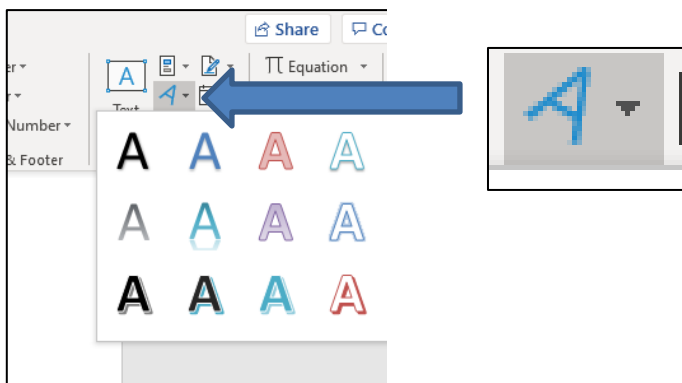 Share
Co
er
A
π Equation
r
A
Text
Number
& Footer
A A A A
A A A A
A A A A
A